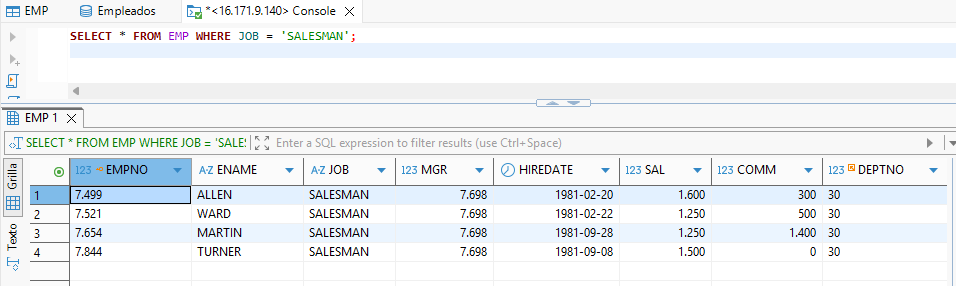 EMP Empleados *<16.171.9.140> Console
SELECT * FROM EMP WHERE JOB = 'SALESMAN';
EMP 1
SELECT * FROM EMP WHERE JOB = 'SALES Enter a SQL expression to filter results (use Ctrl+Space)
Grilla
Texto
123 EMPNO A-Z ENAME A-Z JOB 123 MGR HIREDATE 123 SAL 123 COMM 123 DEPTNO
1 7.499 ALLEN SALESMAN 7.698 1981-02-20 1.600 300 30
2 7.521 WARD SALESMAN 7.698 1981-02-22 1.250 500 30
3 7.654 MARTIN SALESMAN 7.698 1981-09-28 1.250 1.400 30
4 7.844 TURNER SALESMAN 7.698 1981-09-08 1.500 0 30